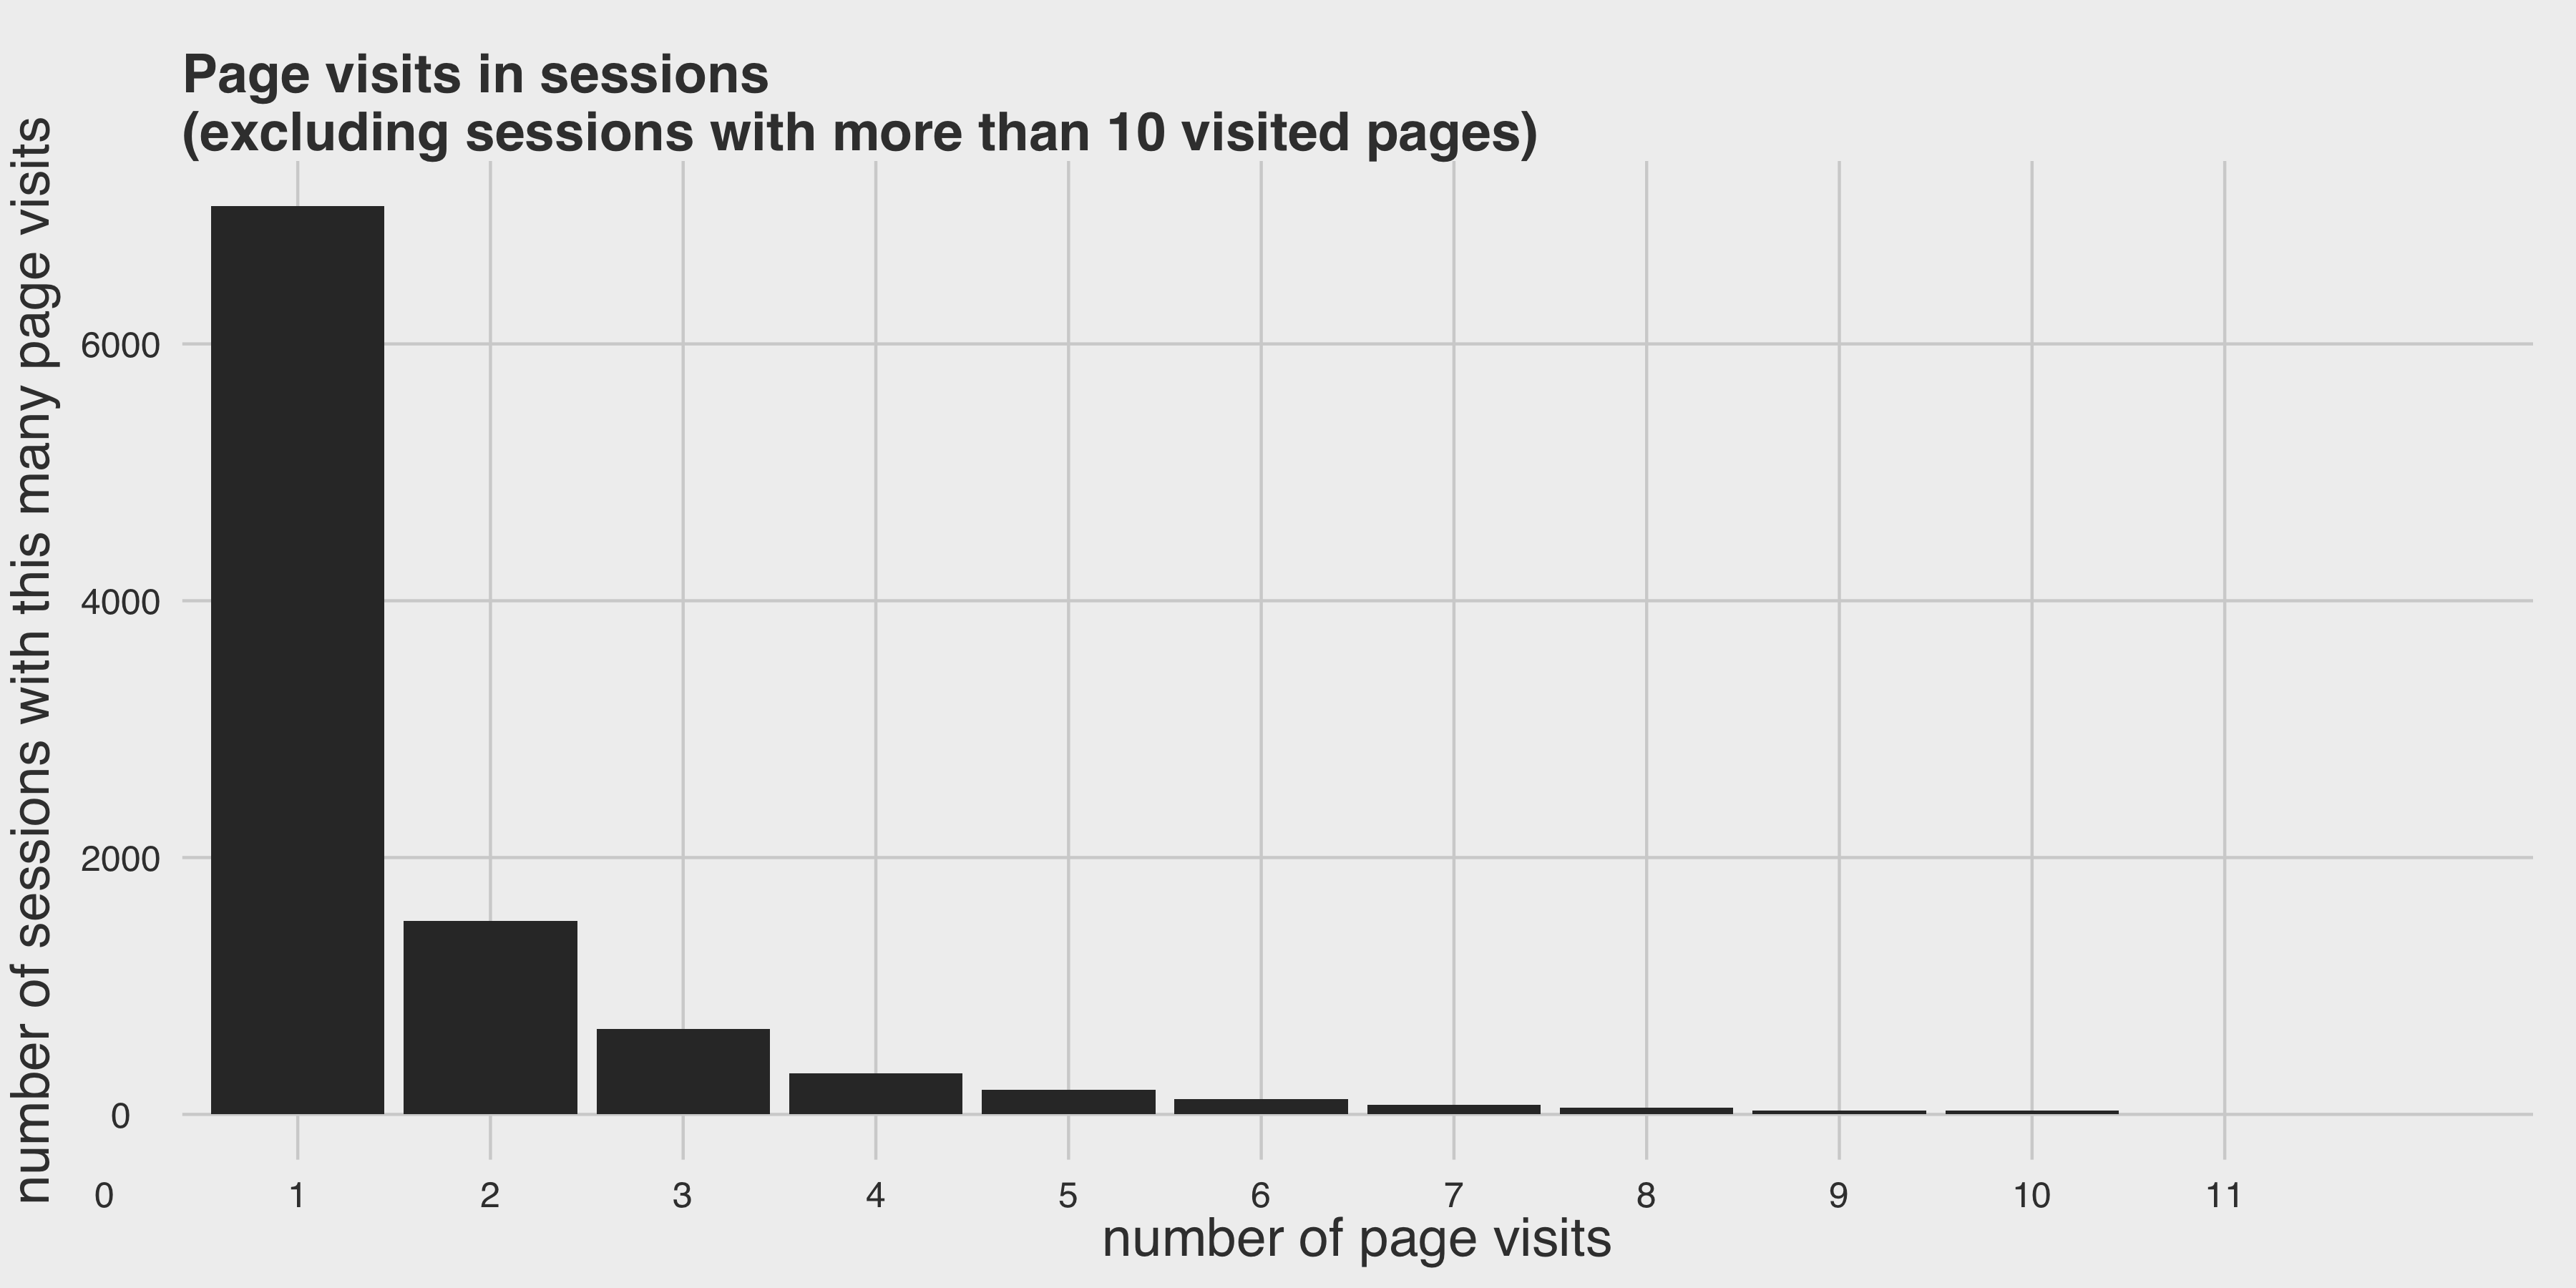 Page visits in sessions
(excluding sessions with more than 10 visited pages)
number of sessions with this many page visits
6000
4000
2000
0
0 1 2 3 4 5 6 7 8 9 10 11
number of page visits